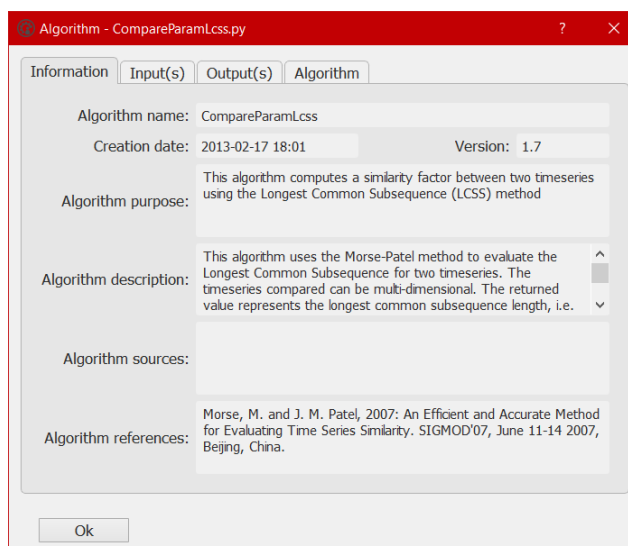 Algorithm - CompareParamLcss.py ?
Information Input(s) Output(s) Algorithm
Algorithm name: CompareParamLcss
Creation date: 2013-02-17 18:01 Version: 1.7
Algorithm purpose:
This algorithm computes a similarity factor between two timeseries
using the Longest Common Subsequence (LCSS) method
Algorithm description:
This algorithm uses the Morse-Patel method to evaluate the
Longest Common Subsequence for two timeseries. The
timeseries compared can be multi-dimensional. The returned
value represents the longest common subsequence length, i.e.
Algorithm sources:
Algorithm references:
Morse, M. and J. M. Patel, 2007: An Efficient and Accurate Method
for Evaluating Time Series Similarity. SIGMOD'07, June 11-14 2007,
Beijing, China.
Ok